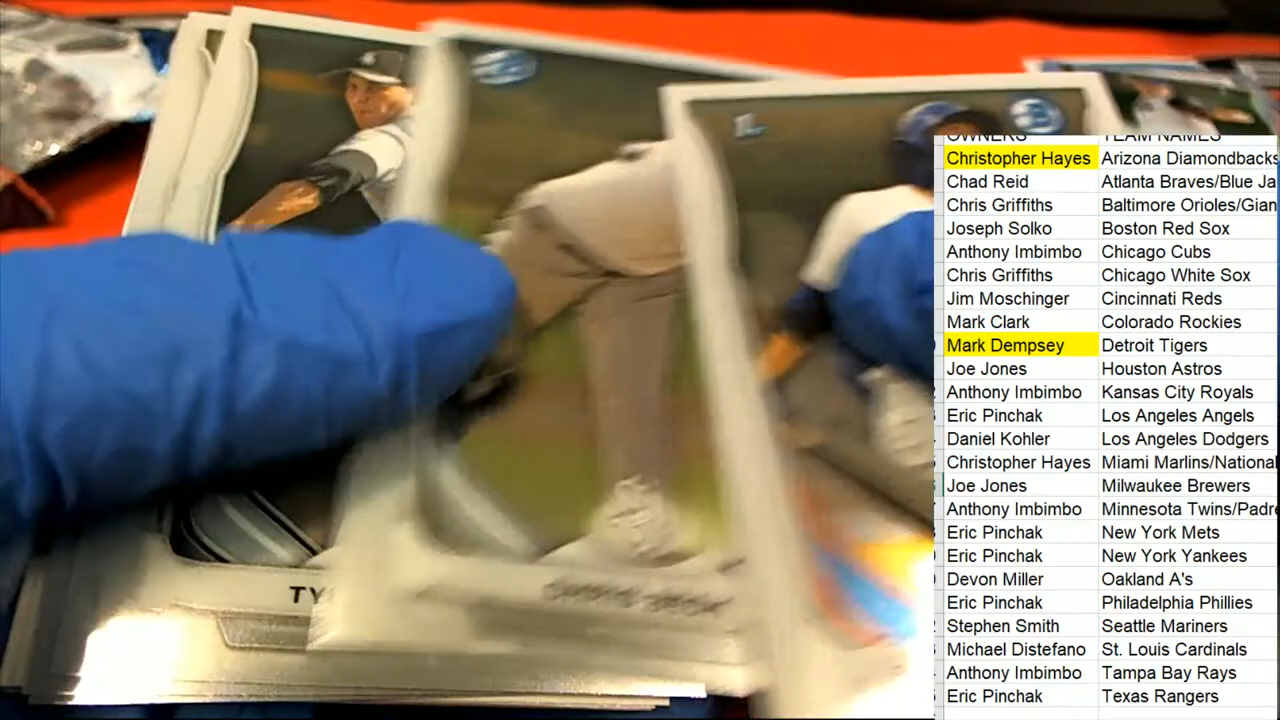 TY
OWNERS TEAM NAMES
Christopher Hayes Arizona Diamondbacks
Chad Reid Atlanta Braves/Blue Ja
Chris Griffiths Baltimore Orioles/Gian
Joseph Solko Boston Red Sox
Anthony Imbimbo Chicago Cubs
Chris Griffiths Chicago White Sox
Jim Moschinger Cincinnati Reds
Mark Clark Colorado Rockies
Mark Dempsey Detroit Tigers
Joe Jones Houston Astros
Anthony Imbimbo Kansas City Royals
Eric Pinchak Los Angeles Angels
Daniel Kohler Los Angeles Dodgers
Christopher Hayes Miami Marlins/National
Joe Jones Milwaukee Brewers
Anthony Imbimbo Minnesota Twins/Padre
Eric Pinchak New York Mets
Eric Pinchak New York Yankees
Devon Miller Oakland A's
Eric Pinchak Philadelphia Phillies
Stephen Smith Seattle Mariners
Michael Distefano St. Louis Cardinals
Anthony Imbimbo Tampa Bay Rays
Eric Pinchak Texas Rangers